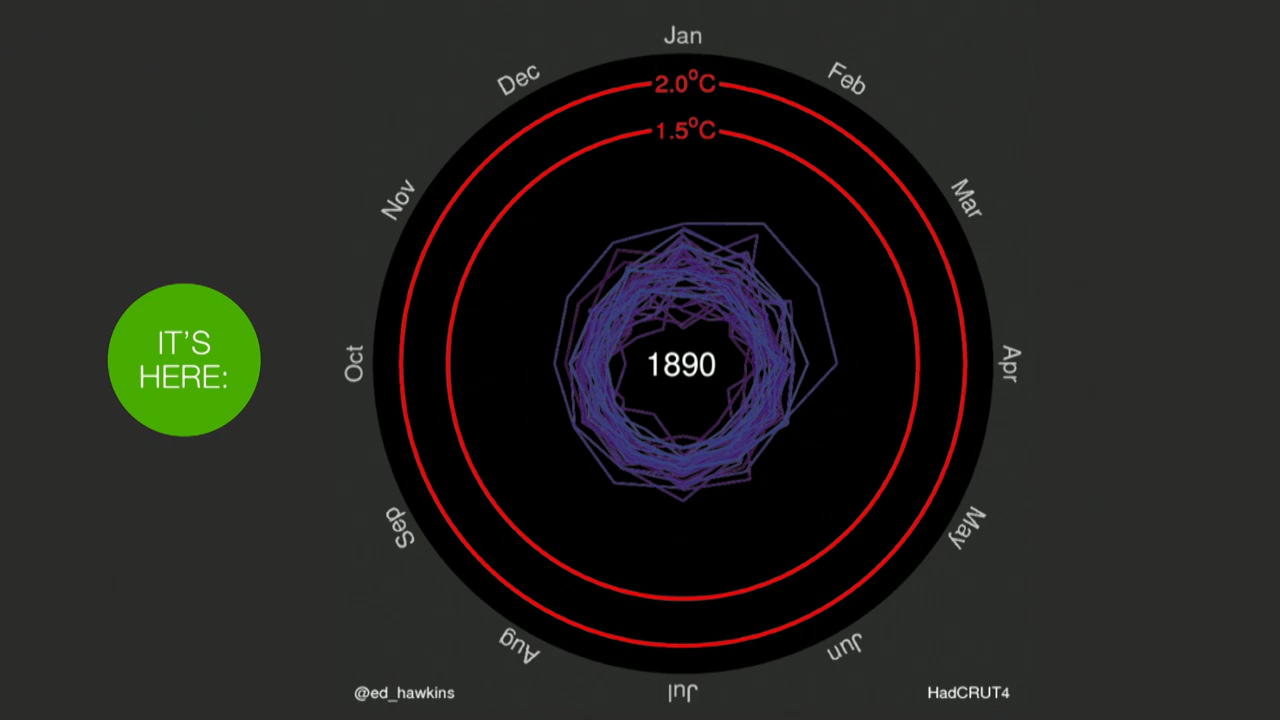 Jan
Feb
Mar
Apr
May
Jun
Jul
Aug
Sep
Oct
Nov
Dec
2.0°C
1.5°C
1890
IT'S
HERE:
@ed_hawkins
HadCRUT4